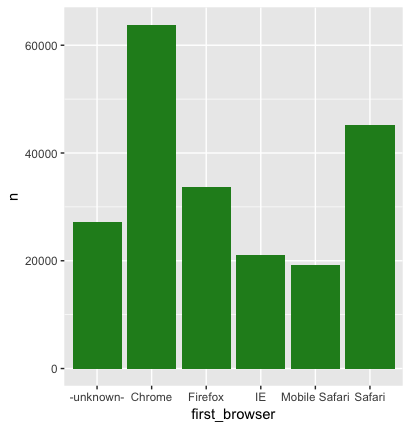 60000
40000
20000
0
n
-unknown- Chrome Firefox IE Mobile Safari Safari
first_browser